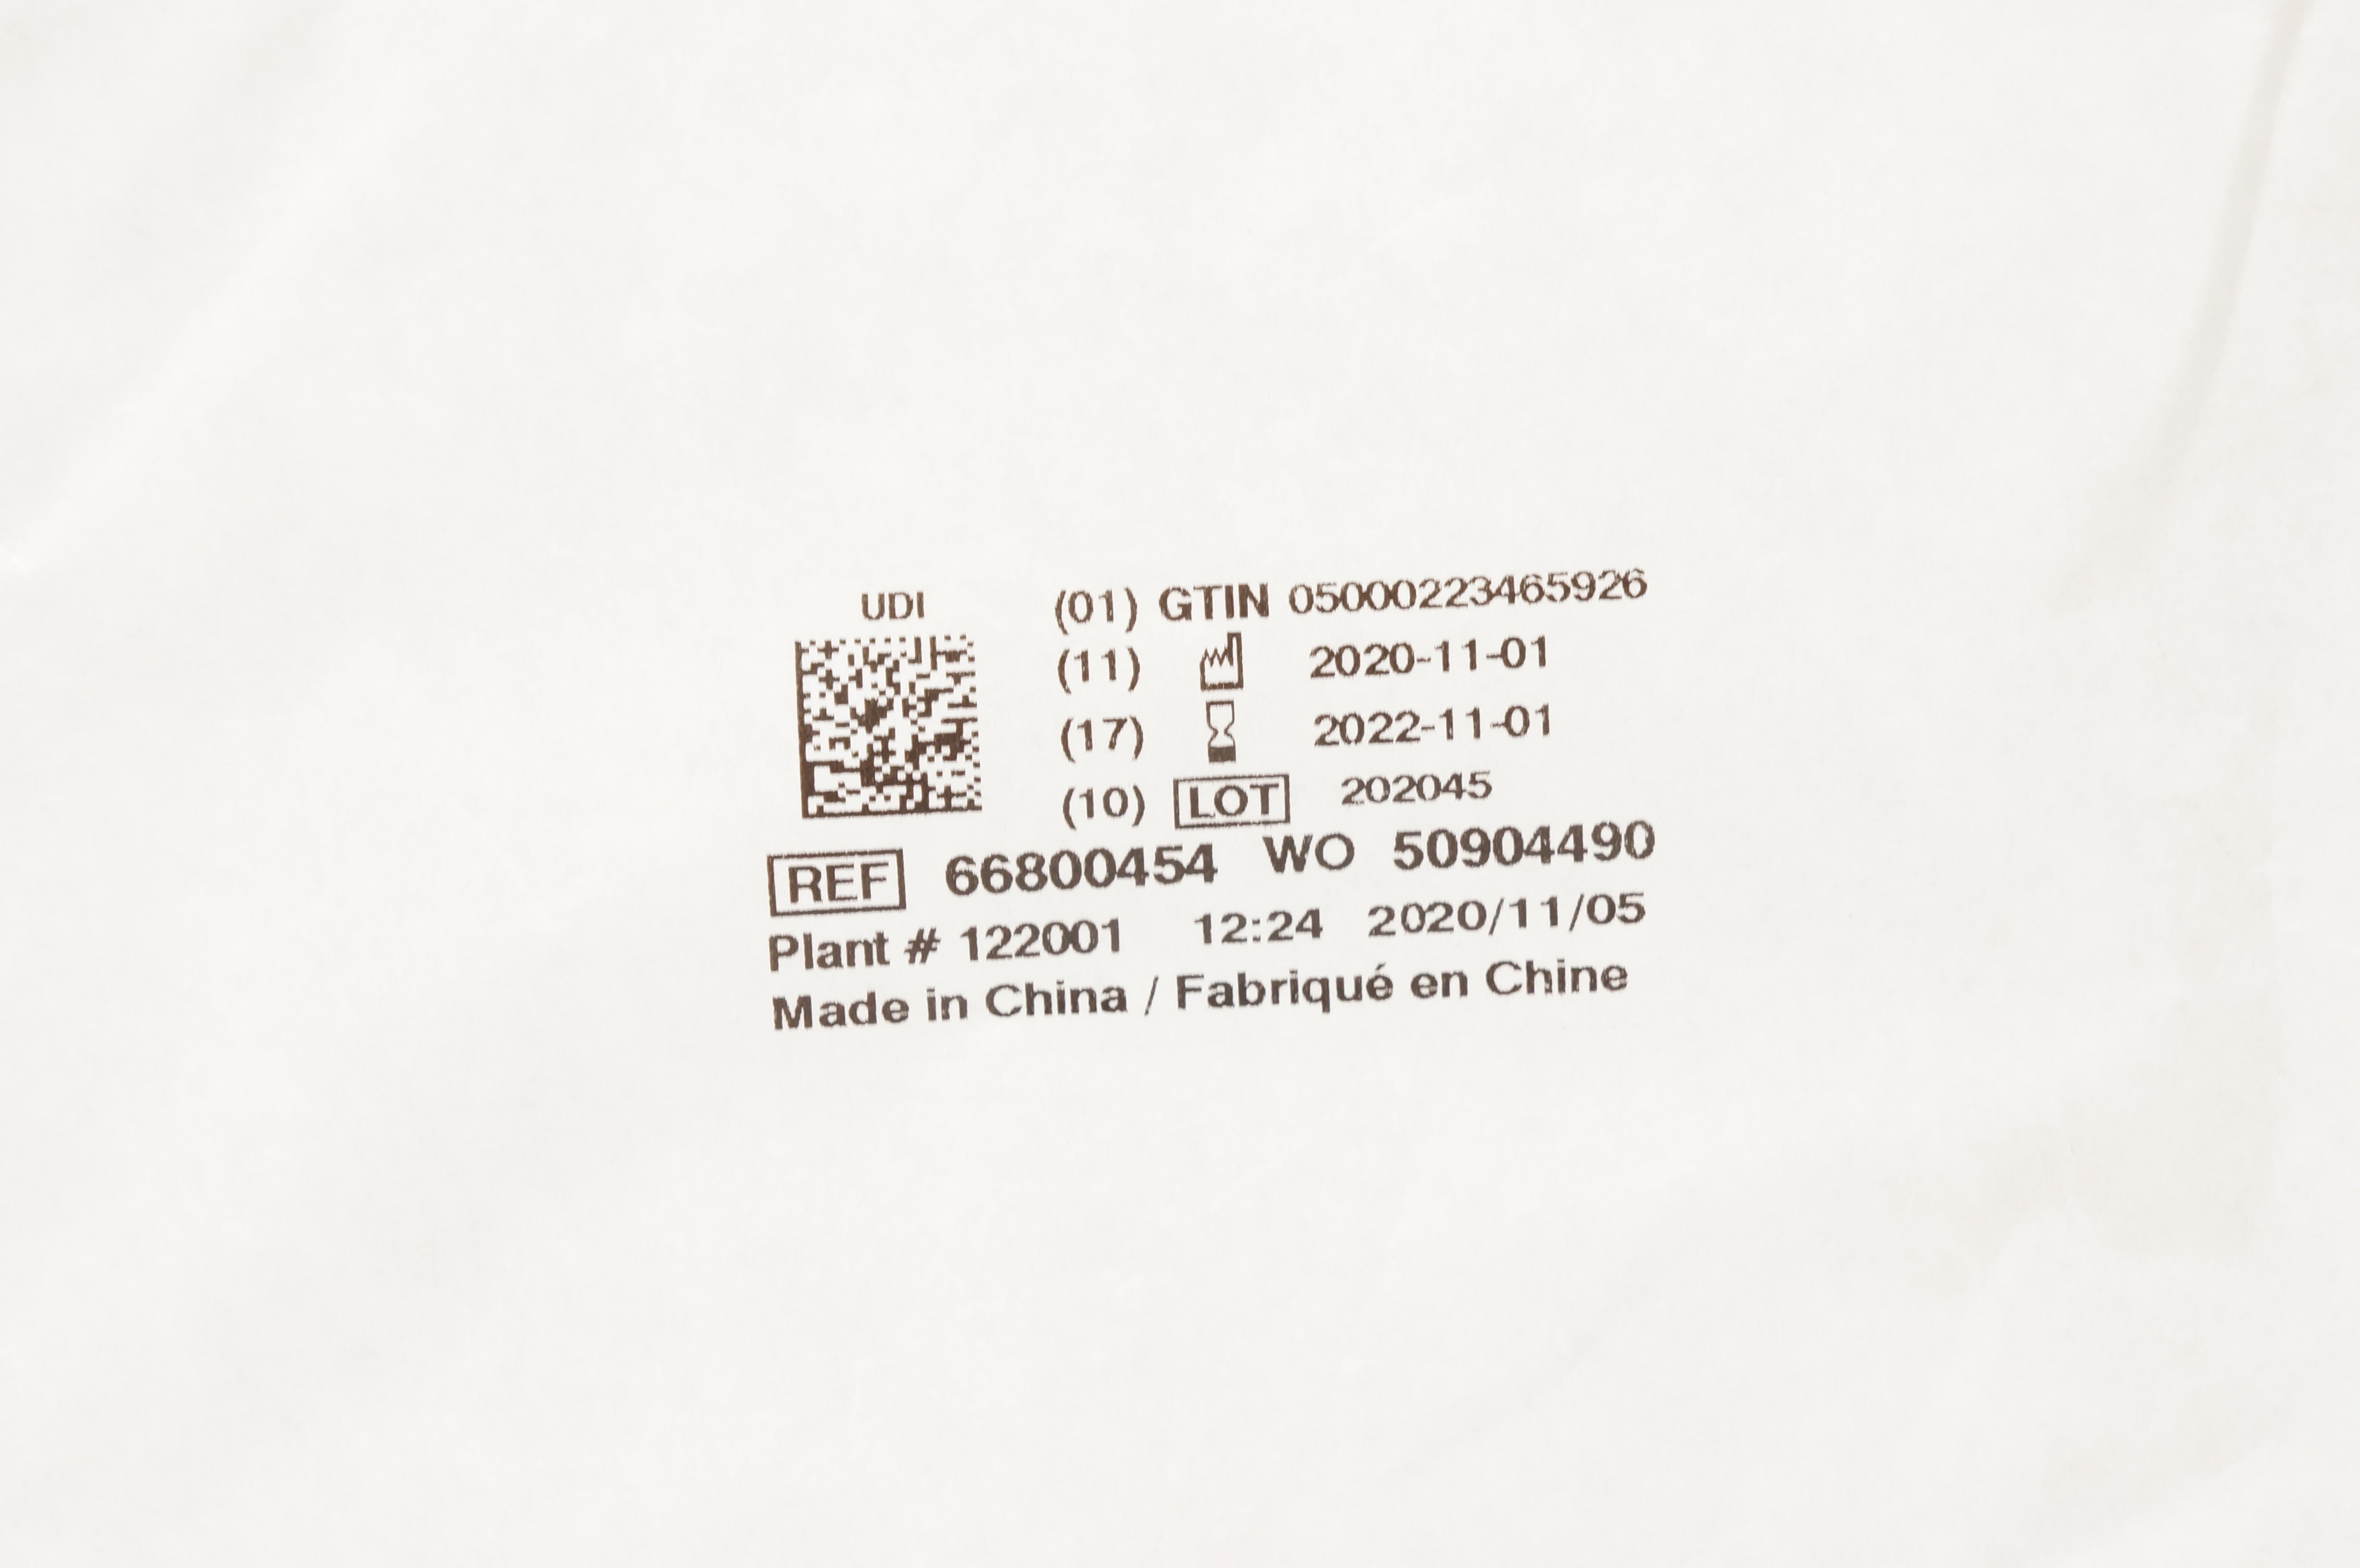 UDI
(01) GTIN 05000223465926
(11) 2020-11-01
(17) 2022-11-01
(10) LOT 202045
REF 66800454 WO 50904490
Plant # 122001 12:24 2020/11/05
Made in China / Fabriqué en Chine